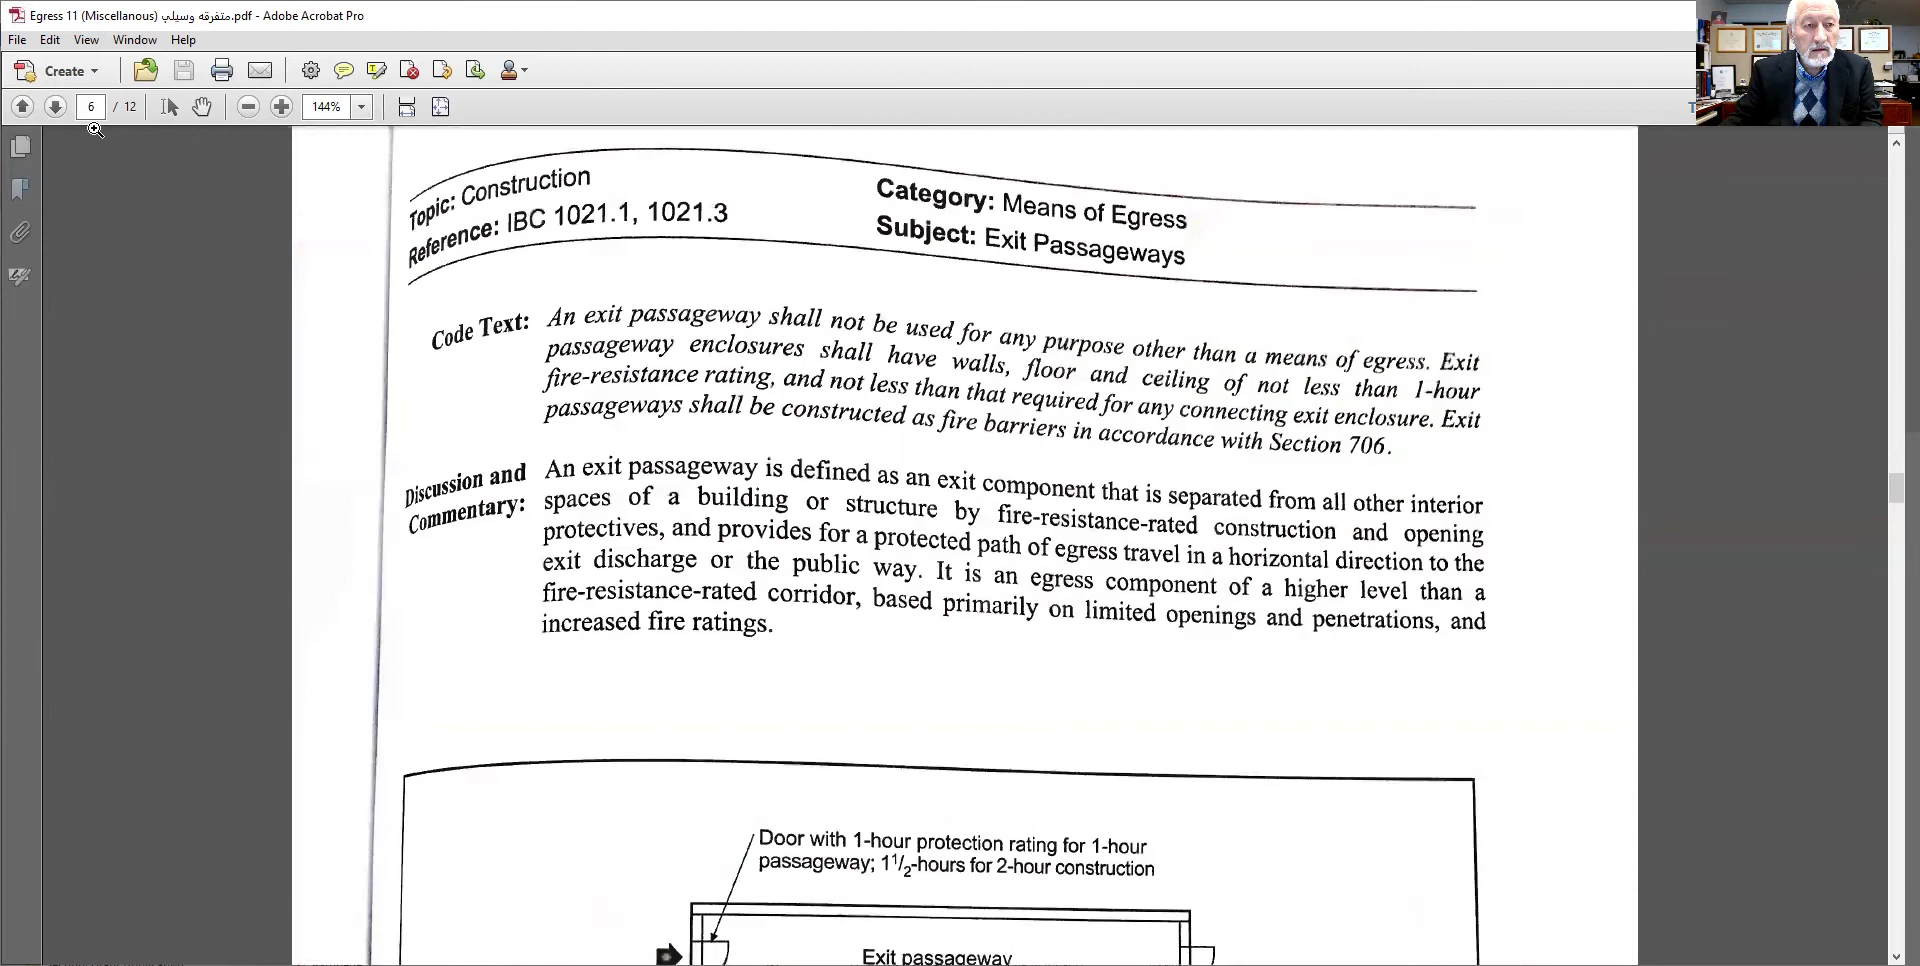 Egress 11 (Miscellanous) متفرقه وسيلې.pdf - Adobe Acrobat Pro
File Edit View Window Help
Create
6 / 12 144%
Topic: Construction
Reference: IBC 1021.1, 1021.3
Category: Means of Egress
Subject: Exit Passageways
Code Text: An exit passageway shall not be used for any purpose other than a means of egress. Exit
passageway enclosures shall have walls, floor and ceiling of not less than 1-hour
fire-resistance rating, and not less than that required for any connecting exit enclosure. Exit
passageways shall be constructed as fire barriers in accordance with Section 706.
Discussion and
Commentary:
An exit passageway is defined as an exit component that is separated from all other interior
spaces of a building or structure by fire-resistance-rated construction and opening
protectives, and provides for a protected path of egress travel in a horizontal direction to the
exit discharge or the public way. It is an egress component of a higher level than a
fire-resistance-rated corridor, based primarily on limited openings and penetrations, and
increased fire ratings.
Door with 1-hour protection rating for 1-hour
passageway; 1 1/2-hours for 2-hour construction
Exit passageway